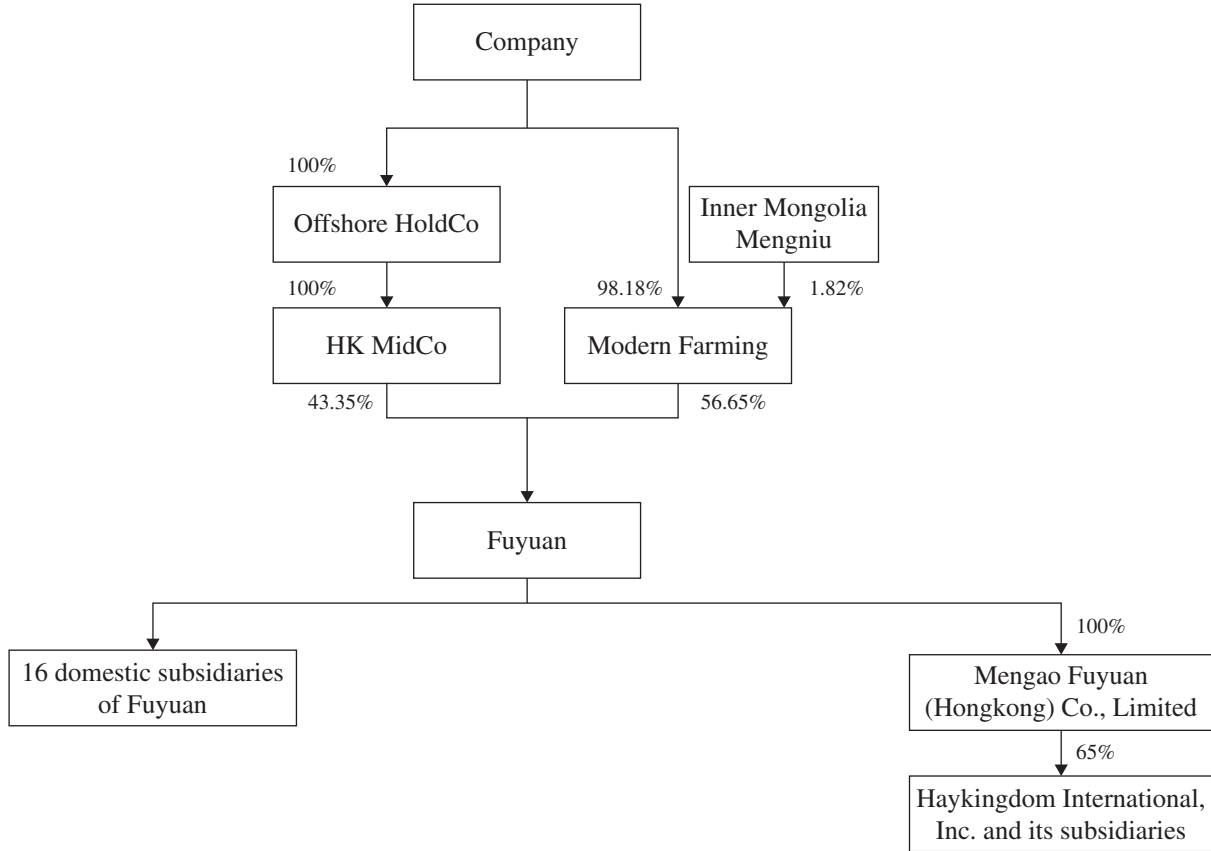 Company
100%
Offshore HoldCo
Inner Mongolia
Mengniu
100%
98.18%
1.82%
HK MidCo
Modern Farming
43.35%
56.65%
Fuyuan
100%
16 domestic subsidiaries
of Fuyuan
Mengao Fuyuan
(Hongkong) Co., Limited
65%
Haykingdom International,
Inc. and its subsidiaries